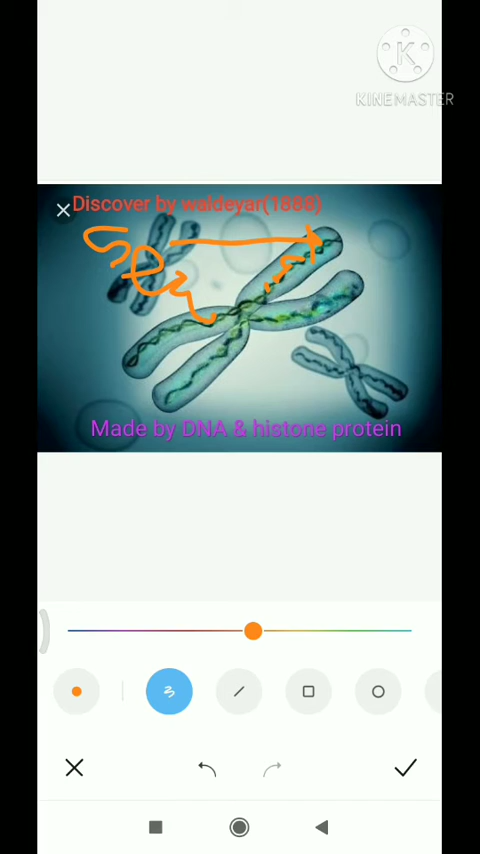 K
KINEMASTER
Discover by waldeyar(1888)
Made by DNA & histone protein